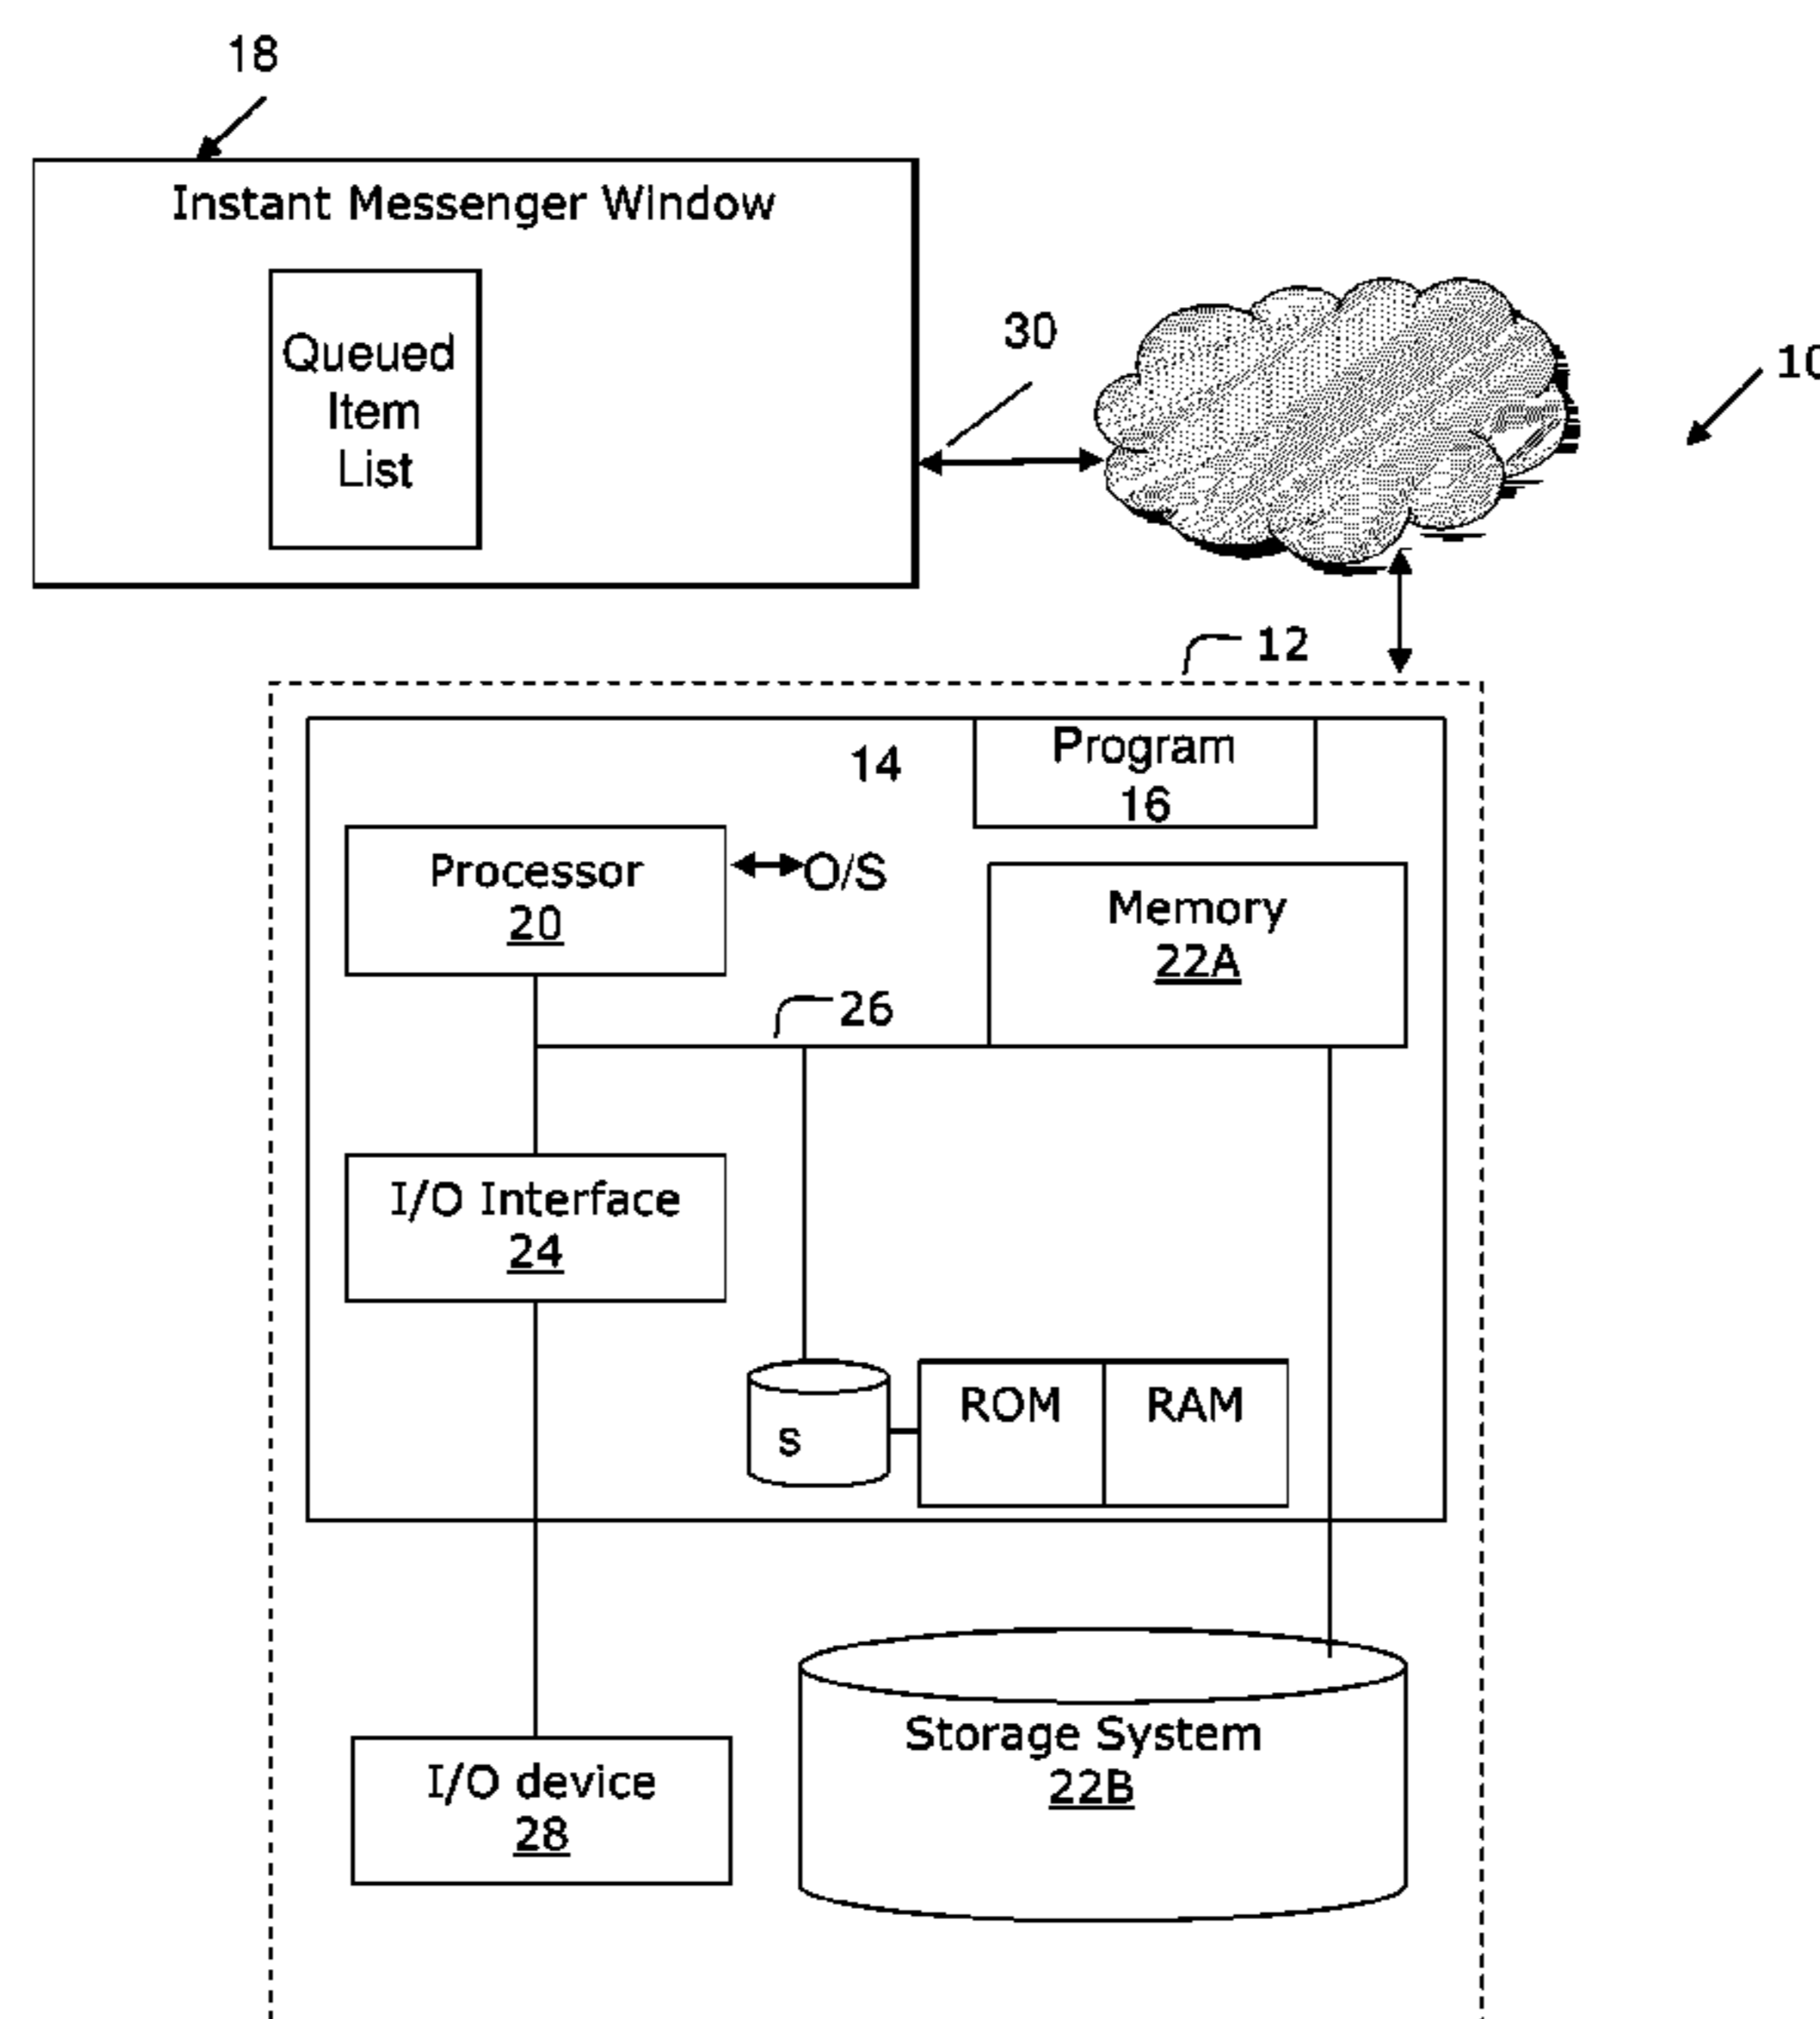 18
Instant Messenger Window
Queued
Item
List
30
10
12
14
Program
16
Processor
20
O/S
Memory
22A
26
I/O Interface
24
S
ROM
RAM
Storage System
22B
I/O device
28